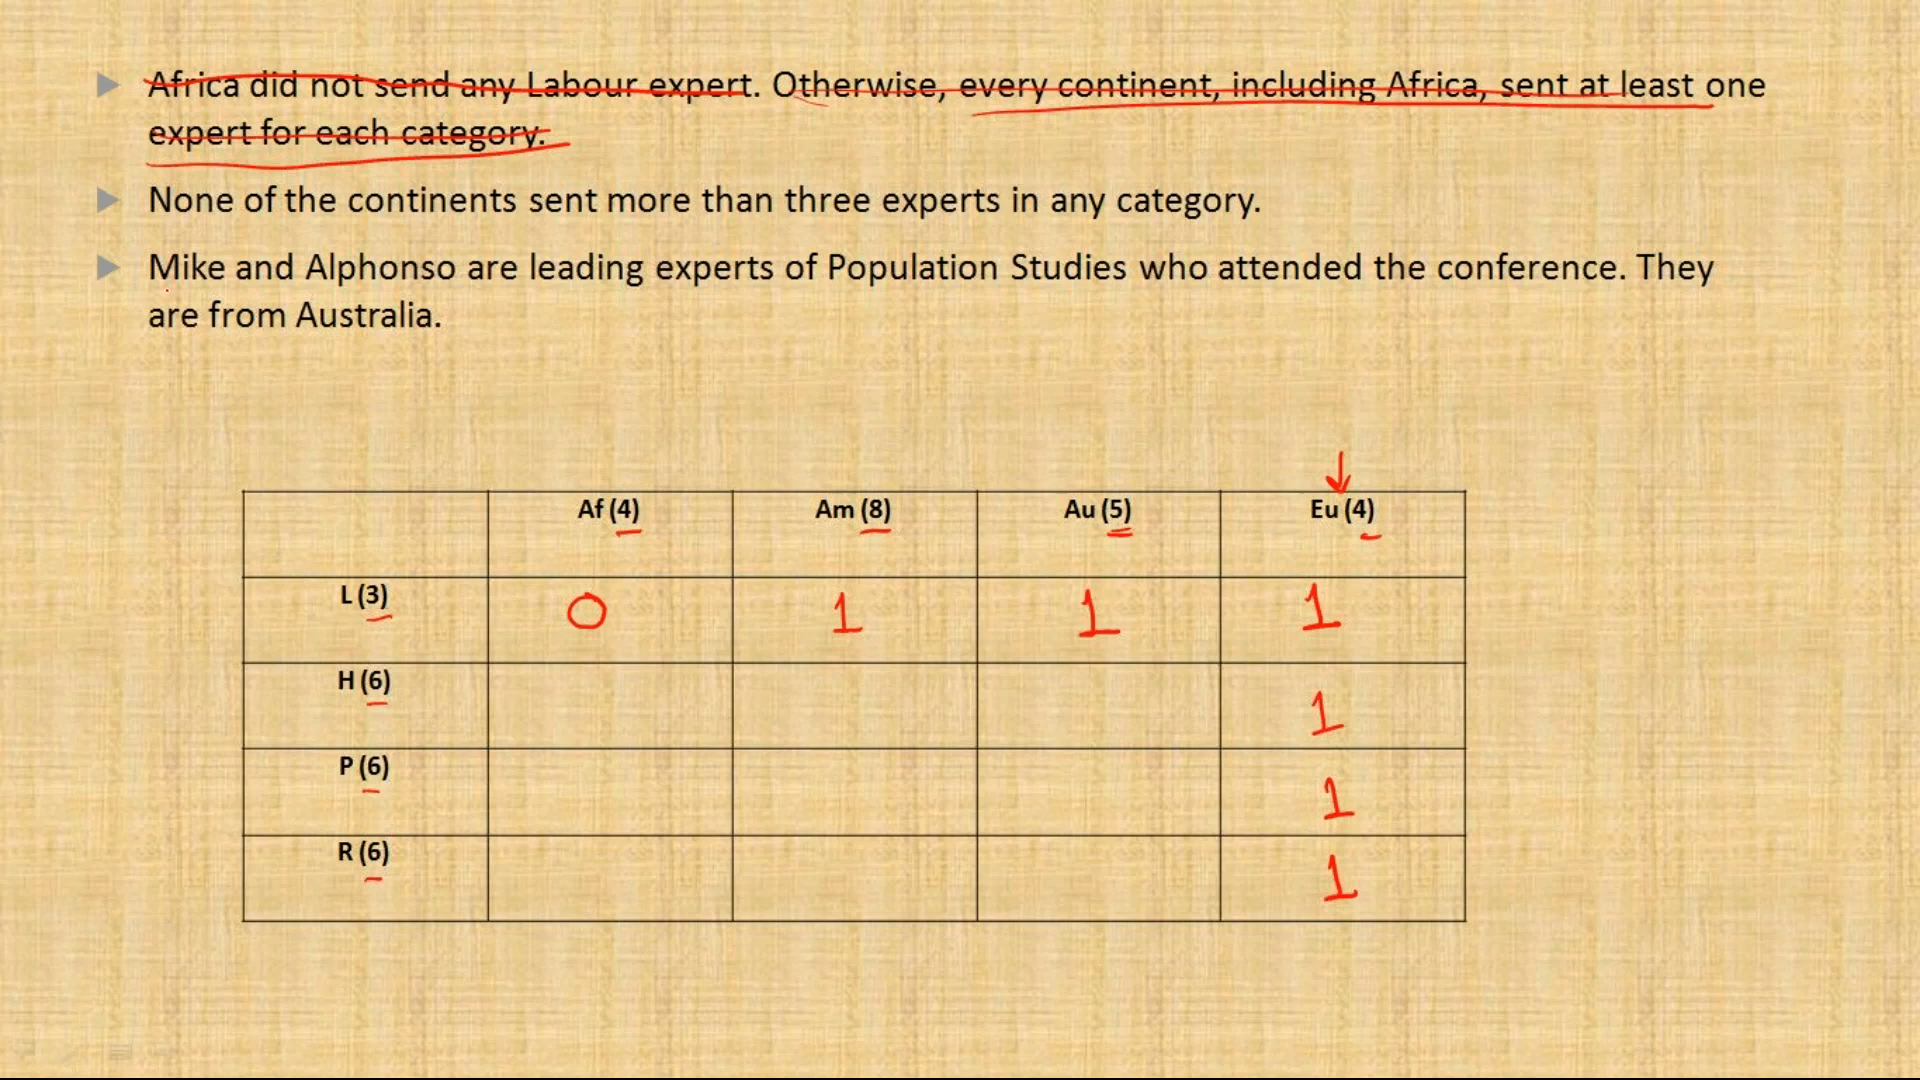 Africa did not send any Labour expert. Otherwise, every continent, including Africa, sent at least one
expert for each category.
None of the continents sent more than three experts in any category.
Mike and Alphonso are leading experts of Population Studies who attended the conference. They
are from Australia.
Af (4) Am (8) Au (5) Eu (4)
L (3) 0 1 1 1
H (6) 1
P (6) 1
R (6) 1